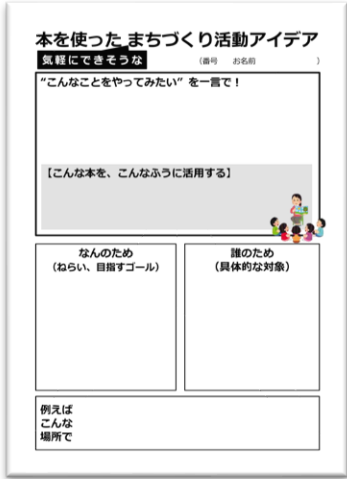 本を使った まちづくり活動アイデア
気軽にできそうな
（番号　お名前　　　　　　）
“こんなことをやってみたい” を一言で！
【こんな本を、こんなふうに活用する】
なんのため
（ねらい、目指すゴール）
誰のため
（具体的な対象）
例えば
こんな
場所で